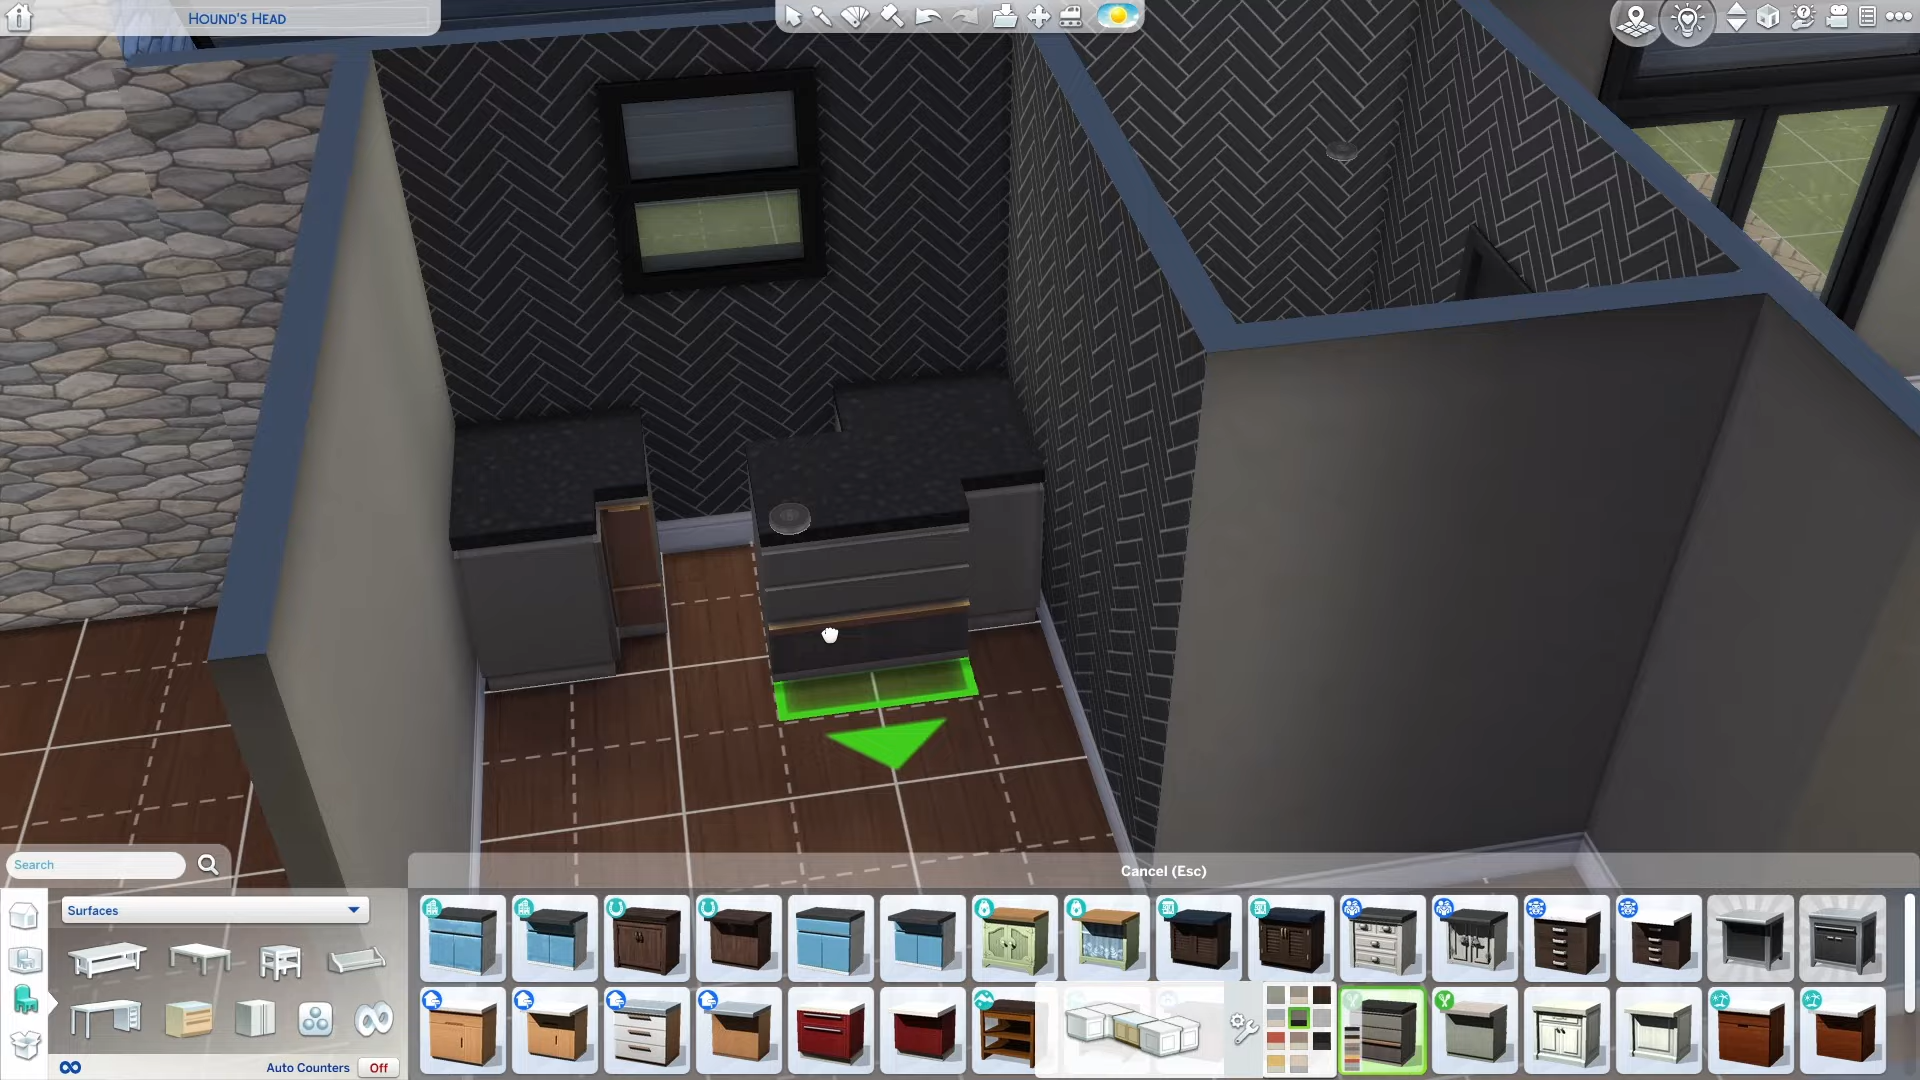 HOUND'S HEAD
Search
Cancel (Esc)
Surfaces
Auto Counters Off